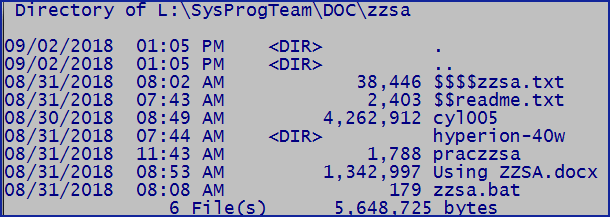 Directory of L:\SysProgTeam\DOC\zzsa
09/02/2018 01:05 PM <DIR> .
09/02/2018 01:05 PM <DIR> ..
08/31/2018 08:02 AM 38,446 $$$$zzsa.txt
08/31/2018 07:43 AM 2,403 $$readme.txt
08/30/2018 08:49 AM 4,262,912 cyl005
08/31/2018 07:44 AM <DIR> hyperion-40w
08/31/2018 11:43 AM 1,788 praczzsa
08/31/2018 08:53 AM 1,342,997 Using ZZSA.docx
08/31/2018 08:08 AM 179 zzsa.bat
6 File(s) 5,648,725 bytes